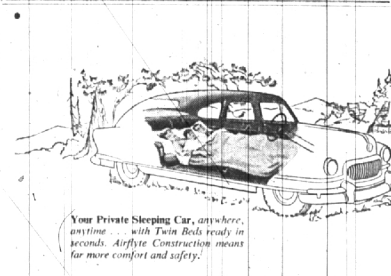 Your Private Sleeping Car, anywhere,
anytime . . . with Twin Beds ready in
seconds. Airflyte Construction means
far more comfort and safety.